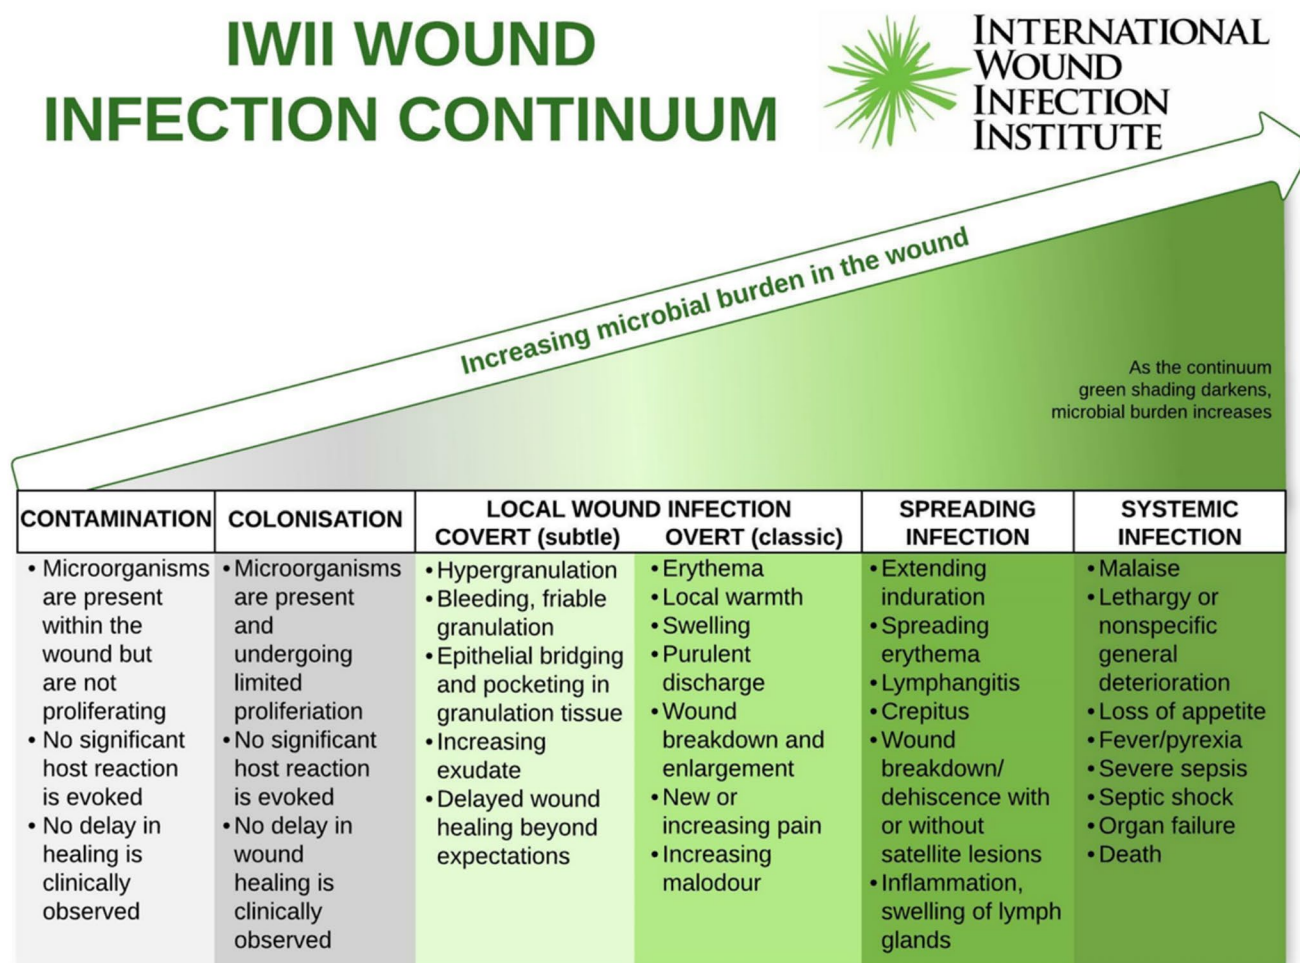 IWII WOUND
INFECTION CONTINUUM
INTERNATIONAL
WOUND
INFECTION
INSTITUTE
Increasing microbial burden in the wound
As the continuum
green shading darkens,
microbial burden increases
CONTAMINATION
• Microorganisms
are present
within the
wound but
are not
proliferating
• No significant
host reaction
is evoked
• No delay in
healing is
clinically
observed
COLONISATION
• Microorganisms
are present
and
undergoing
limited
proliferiation
• No significant
host reaction
is evoked
• No delay in
wound
healing is
clinically
observed
LOCAL WOUND INFECTION
COVERT (subtle)
• Hypergranulation
• Bleeding, friable
granulation
• Epithelial bridging
and pocketing in
granulation tissue
• Increasing
exudate
• Delayed wound
healing beyond
expectations
OVERT (classic)
• Erythema
• Local warmth
• Swelling
• Purulent
discharge
• Wound
breakdown and
enlargement
• New or
increasing pain
• Increasing
malodour
SPREADING
INFECTION
• Extending
induration
• Spreading
erythema
• Lymphangitis
• Crepitus
• Wound
breakdown/
dehiscence with
or without
satellite lesions
• Inflammation,
swelling of lymph
glands
SYSTEMIC
INFECTION
• Malaise
• Lethargy or
nonspecific
general
deterioration
• Loss of appetite
• Fever/pyrexia
• Severe sepsis
• Septic shock
• Organ failure
• Death